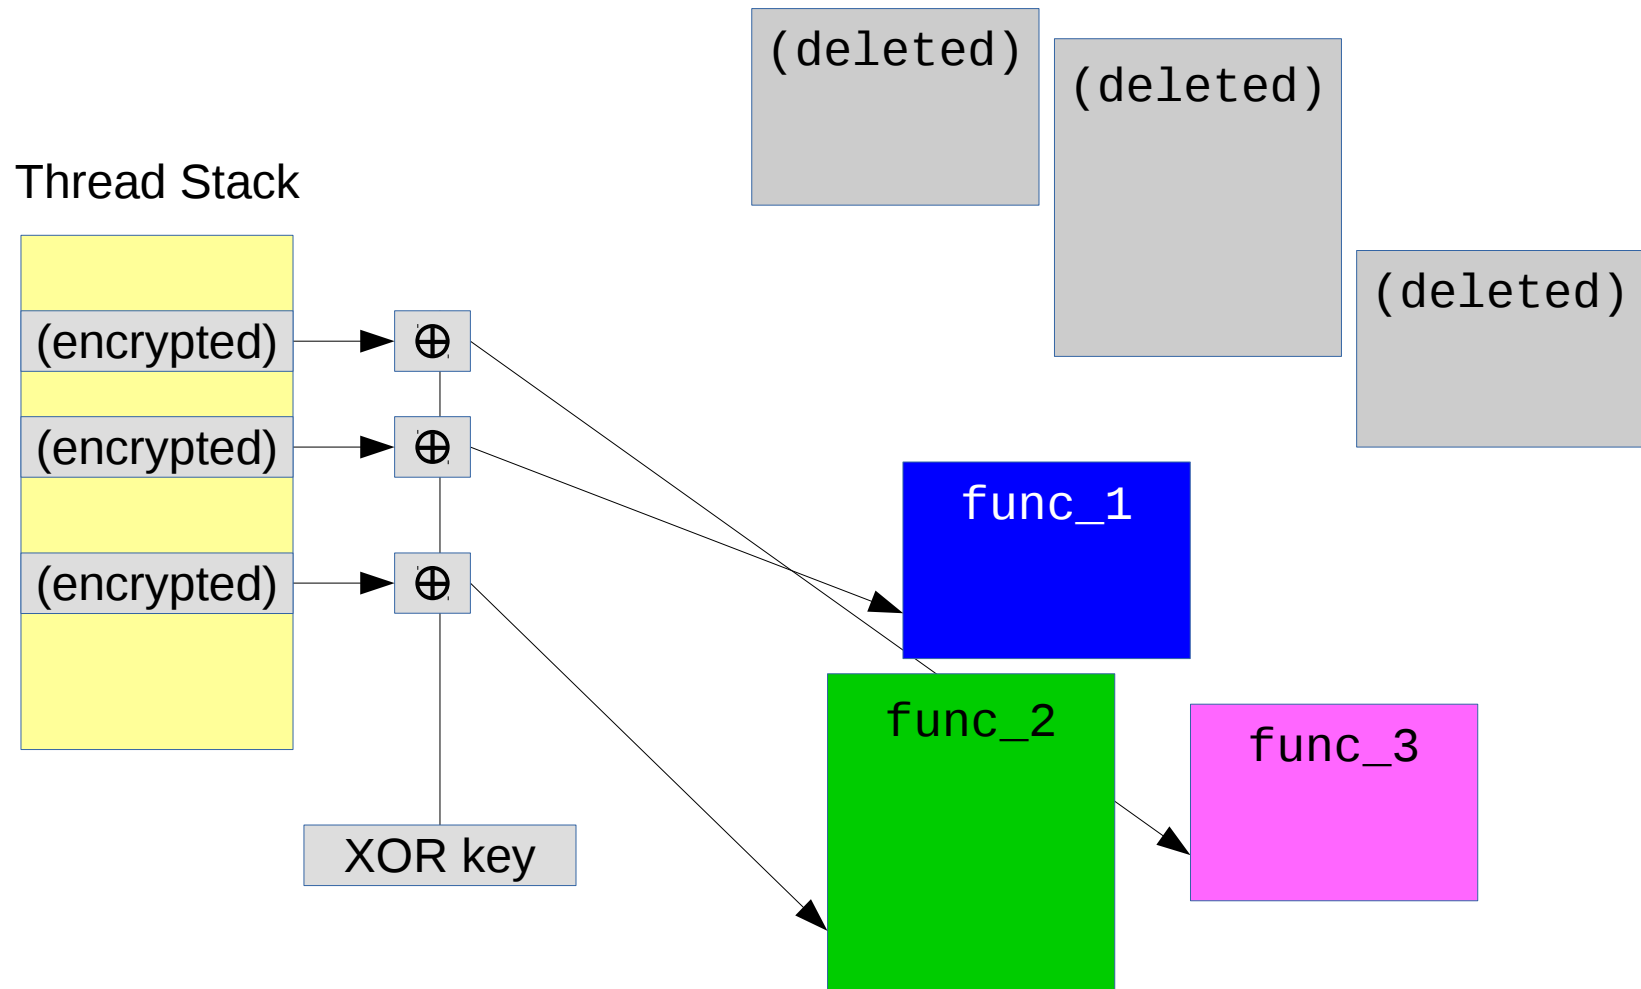 (deleted)
(deleted)
Thread Stack
(deleted)
(encrypted)
⊕
(encrypted)
⊕
func_1
(encrypted)
⊕
func_2
func_3
XOR key